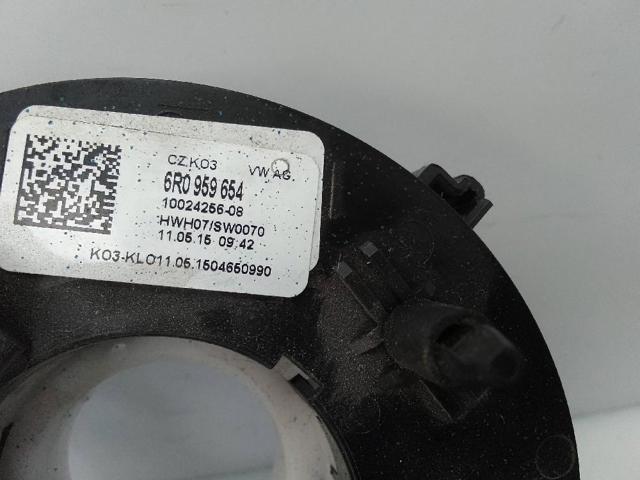 CZ,K03 VW AG.
6R0 959 654
10024256-08
HWH07/SW0070
11.05.15 09:42
K03-KLO11.05.1504650990